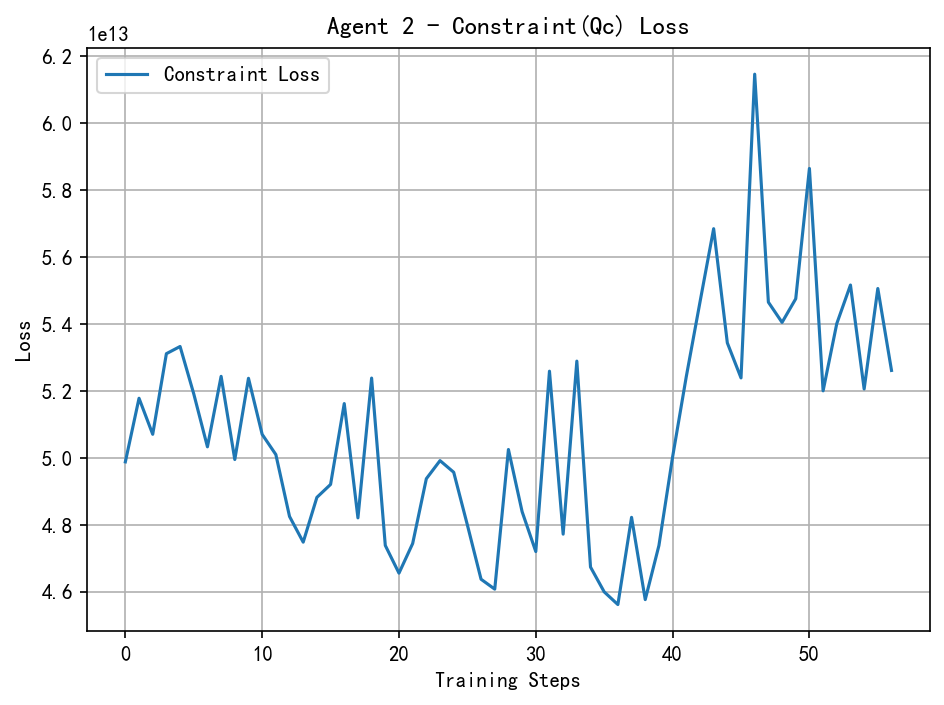 Agent 2 - Constraint(Qc) Loss
1e13
Constraint Loss
6.2
6.0
5.8
5.6
5.4
5.2
5.0
4.8
4.6
Loss
0 10 20 30 40 50
Training Steps